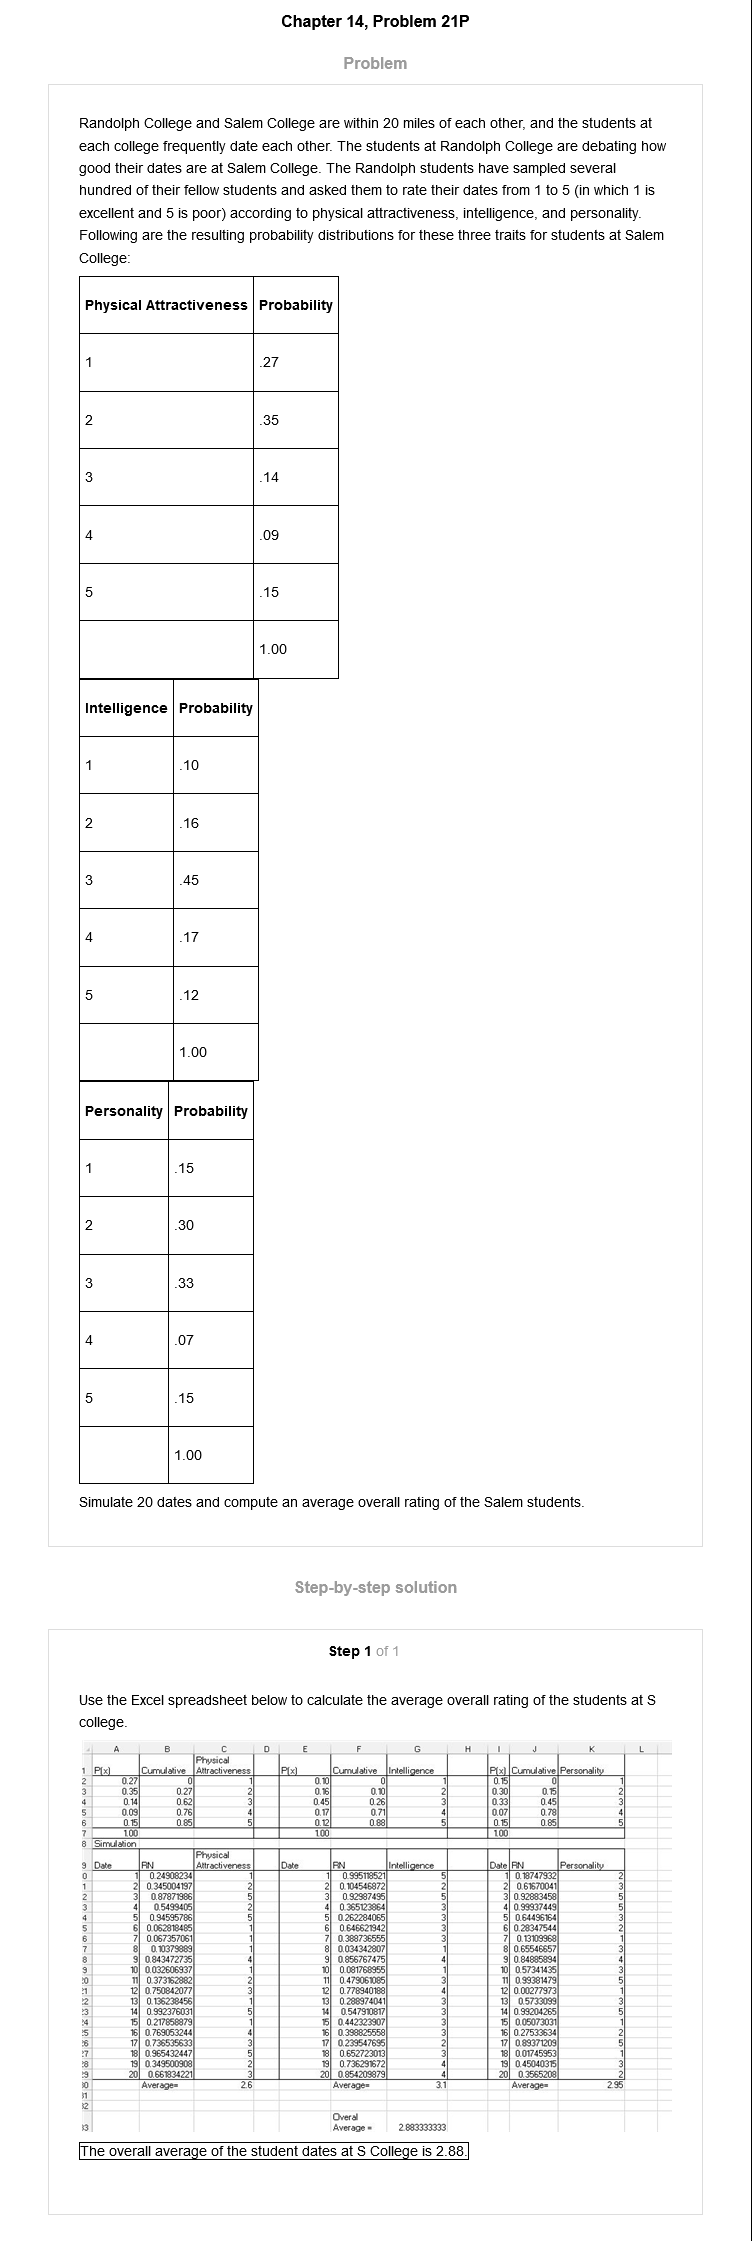 Chapter 14, Problem 21P
Problem
Randolph College and Salem College are within 20 miles of each other, and the students at
each college frequently date each other. The students at Randolph College are debating how
good their dates are at Salem College. The Randolph students have sampled several
hundred of their fellow students and asked them to rate their dates from 1 to 5 (in which 1 is
excellent and 5 is poor) according to physical attractiveness, intelligence, and personality.
Following are the resulting probability distributions for these three traits for students at Salem
College:
Physical Attractiveness Probability
1 .27
2 .35
3 .14
4 .09
5 .15
1.00
Intelligence Probability
1 .10
2 .16
3 .45
4 .17
5 .12
1.00
Personality Probability
1 .15
2 .30
3 .33
4 .07
5 .15
1.00
Simulate 20 dates and compute an average overall rating of the Salem students.
Step-by-step solution
Step 1 of 1
Use the Excel spreadsheet below to calculate the average overall rating of the students at S
college.
A B C D E F G H I J K L
Physical
1 P(x) Cumulative Attractiveness P(x) Cumulative Intelligence P(x) Cumulative Personality
2 0.27 0 1 0.10 0 1 0.15 0 1
3 0.35 0.27 2 0.16 0.10 2 0.30 0.15 2
4 0.14 0.62 3 0.45 0.26 3 0.33 0.45 3
5 0.09 0.76 4 0.17 0.71 4 0.07 0.78 4
6 0.15 0.85 5 0.12 0.88 5 0.15 0.85 5
7 1.00 1.00 1.00
8 Simulation
Physical
9 Date RN Attractiveness Date RN Intelligence Date RN Personality
0 1 0.24908234 1 1 0.995118521 5 1 0.18747932 2
1 2 0.345004197 2 2 0.104546872 2 2 0.61670041 3
2 3 0.87871986 5 3 0.92987495 5 3 0.92883458 5
3 4 0.5499405 2 4 0.365123864 3 4 0.99937449 5
4 5 0.94595786 5 5 0.262284065 3 5 0.64496164 3
5 6 0.062818485 1 6 0.646621942 3 6 0.28347544 2
6 7 0.067357061 1 7 0.388736555 3 7 0.13109968 1
7 8 0.10379889 1 8 0.034342807 1 8 0.65546657 3
8 9 0.843472735 4 9 0.856767475 4 9 0.84885894 4
9 10 0.032606937 1 10 0.081768955 1 10 0.57341435 3
20 11 0.373162882 2 11 0.479061085 3 11 0.99381479 5
21 12 0.750842077 3 12 0.778940188 4 12 0.00277973 1
22 13 0.136238456 1 13 0.288974041 3 13 0.5733099 3
23 14 0.992376031 5 14 0.547910817 3 14 0.99204265 5
24 15 0.217858879 1 15 0.442323907 3 15 0.05073031 1
25 16 0.769053244 4 16 0.398825558 3 16 0.27533634 2
26 17 0.736535633 3 17 0.239547695 2 17 0.89371209 5
27 18 0.965432447 5 18 0.652723013 3 18 0.01745953 1
28 19 0.349500908 2 19 0.736291672 4 19 0.45040315 3
29 20 0.661834221 3 20 0.854209879 4 20 0.3565208 2
30 Average= 2.6 Average= 3.1 Average= 2.95
31
32
Overal
33 Average = 2.883333333
The overall average of the student dates at S College is 2.88.